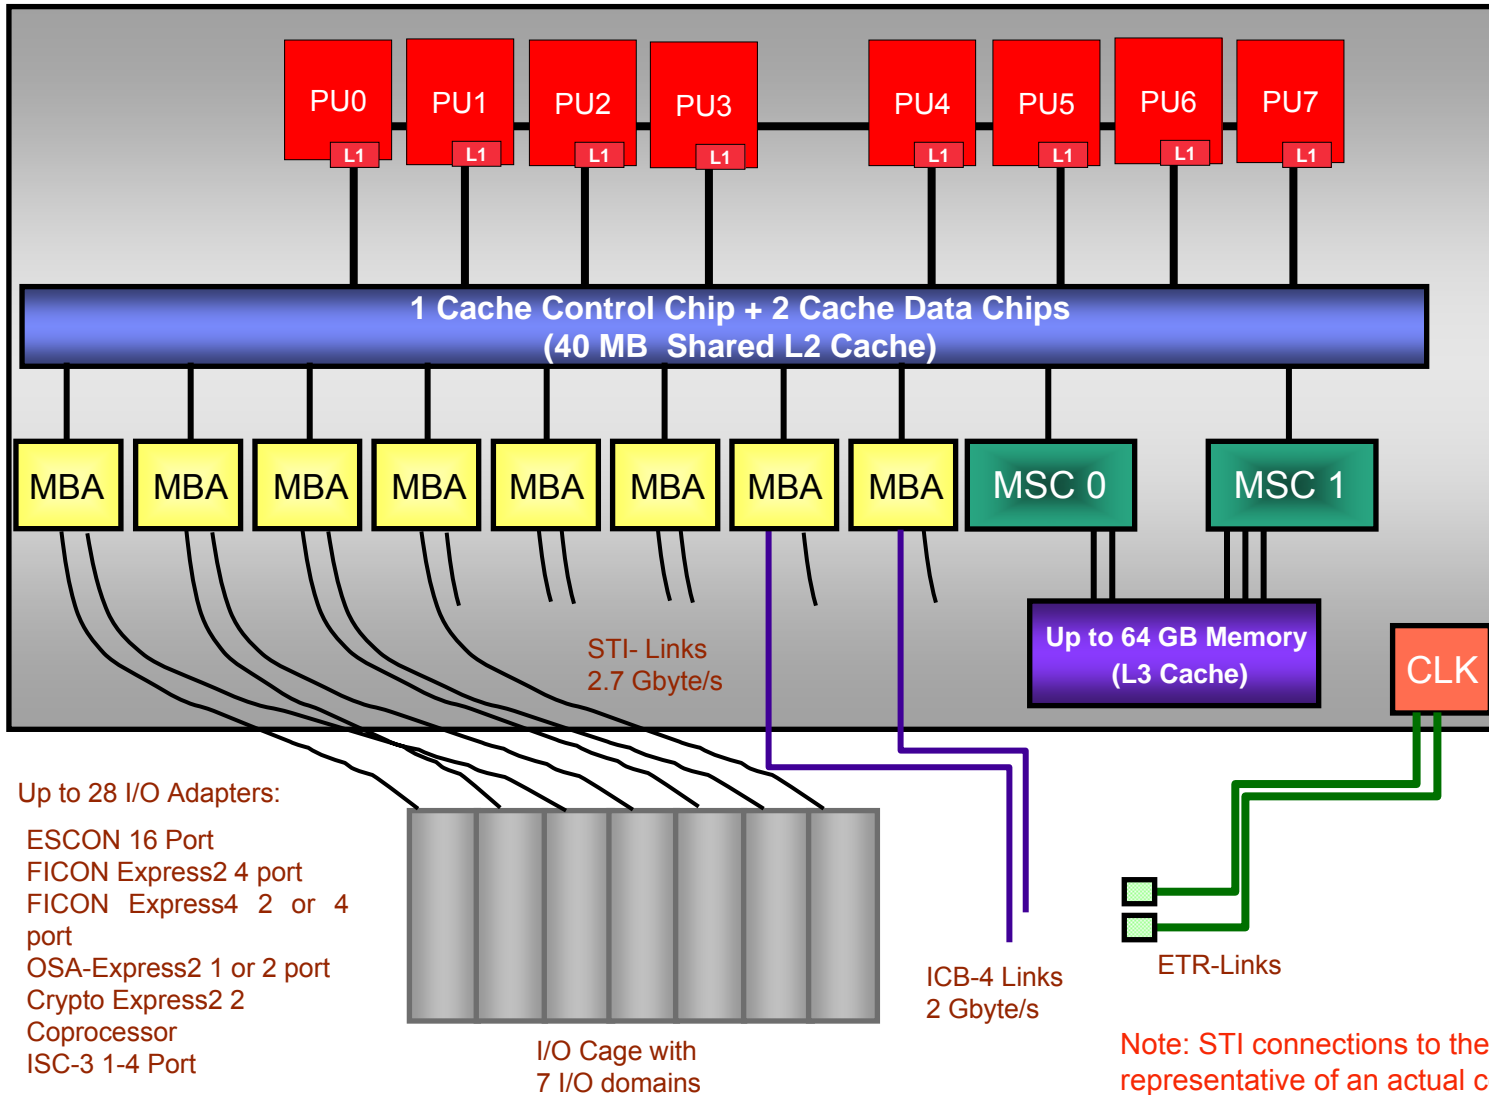 PU0
PU1
PU2
PU3
PU4
PU5
PU6
PU7
L1
L1
L1
L1
L1
L1
L1
L1
1 Cache Control Chip + 2 Cache Data Chips
(40 MB Shared L2 Cache)
MBA
MBA
MBA
MBA
MBA
MBA
MBA
MBA
MSC 0
MSC 1
STI- Links
2.7 Gbyte/s
Up to 64 GB Memory
(L3 Cache)
CLK
Up to 28 I/O Adapters:
ESCON 16 Port
FICON Express2 4 port
FICON Express4 2 or 4
port
OSA-Express2 1 or 2 port
Crypto Express2 2
Coprocessor
ISC-3 1-4 Port
I/O Cage with
7 I/O domains
ICB-4 Links
2 Gbyte/s
ETR-Links
Note: STI connections to the
representative of an actual c